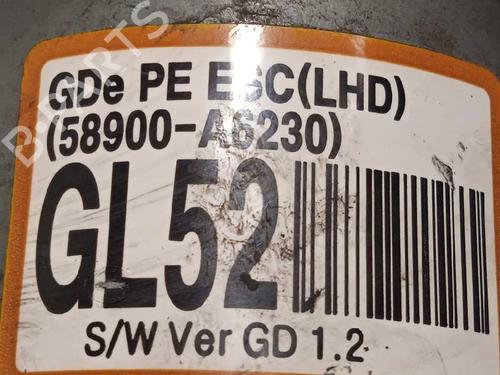 GDe PE ESC(LHD)
(58900-A6230)
GL52
S/W Ver GD 1.2